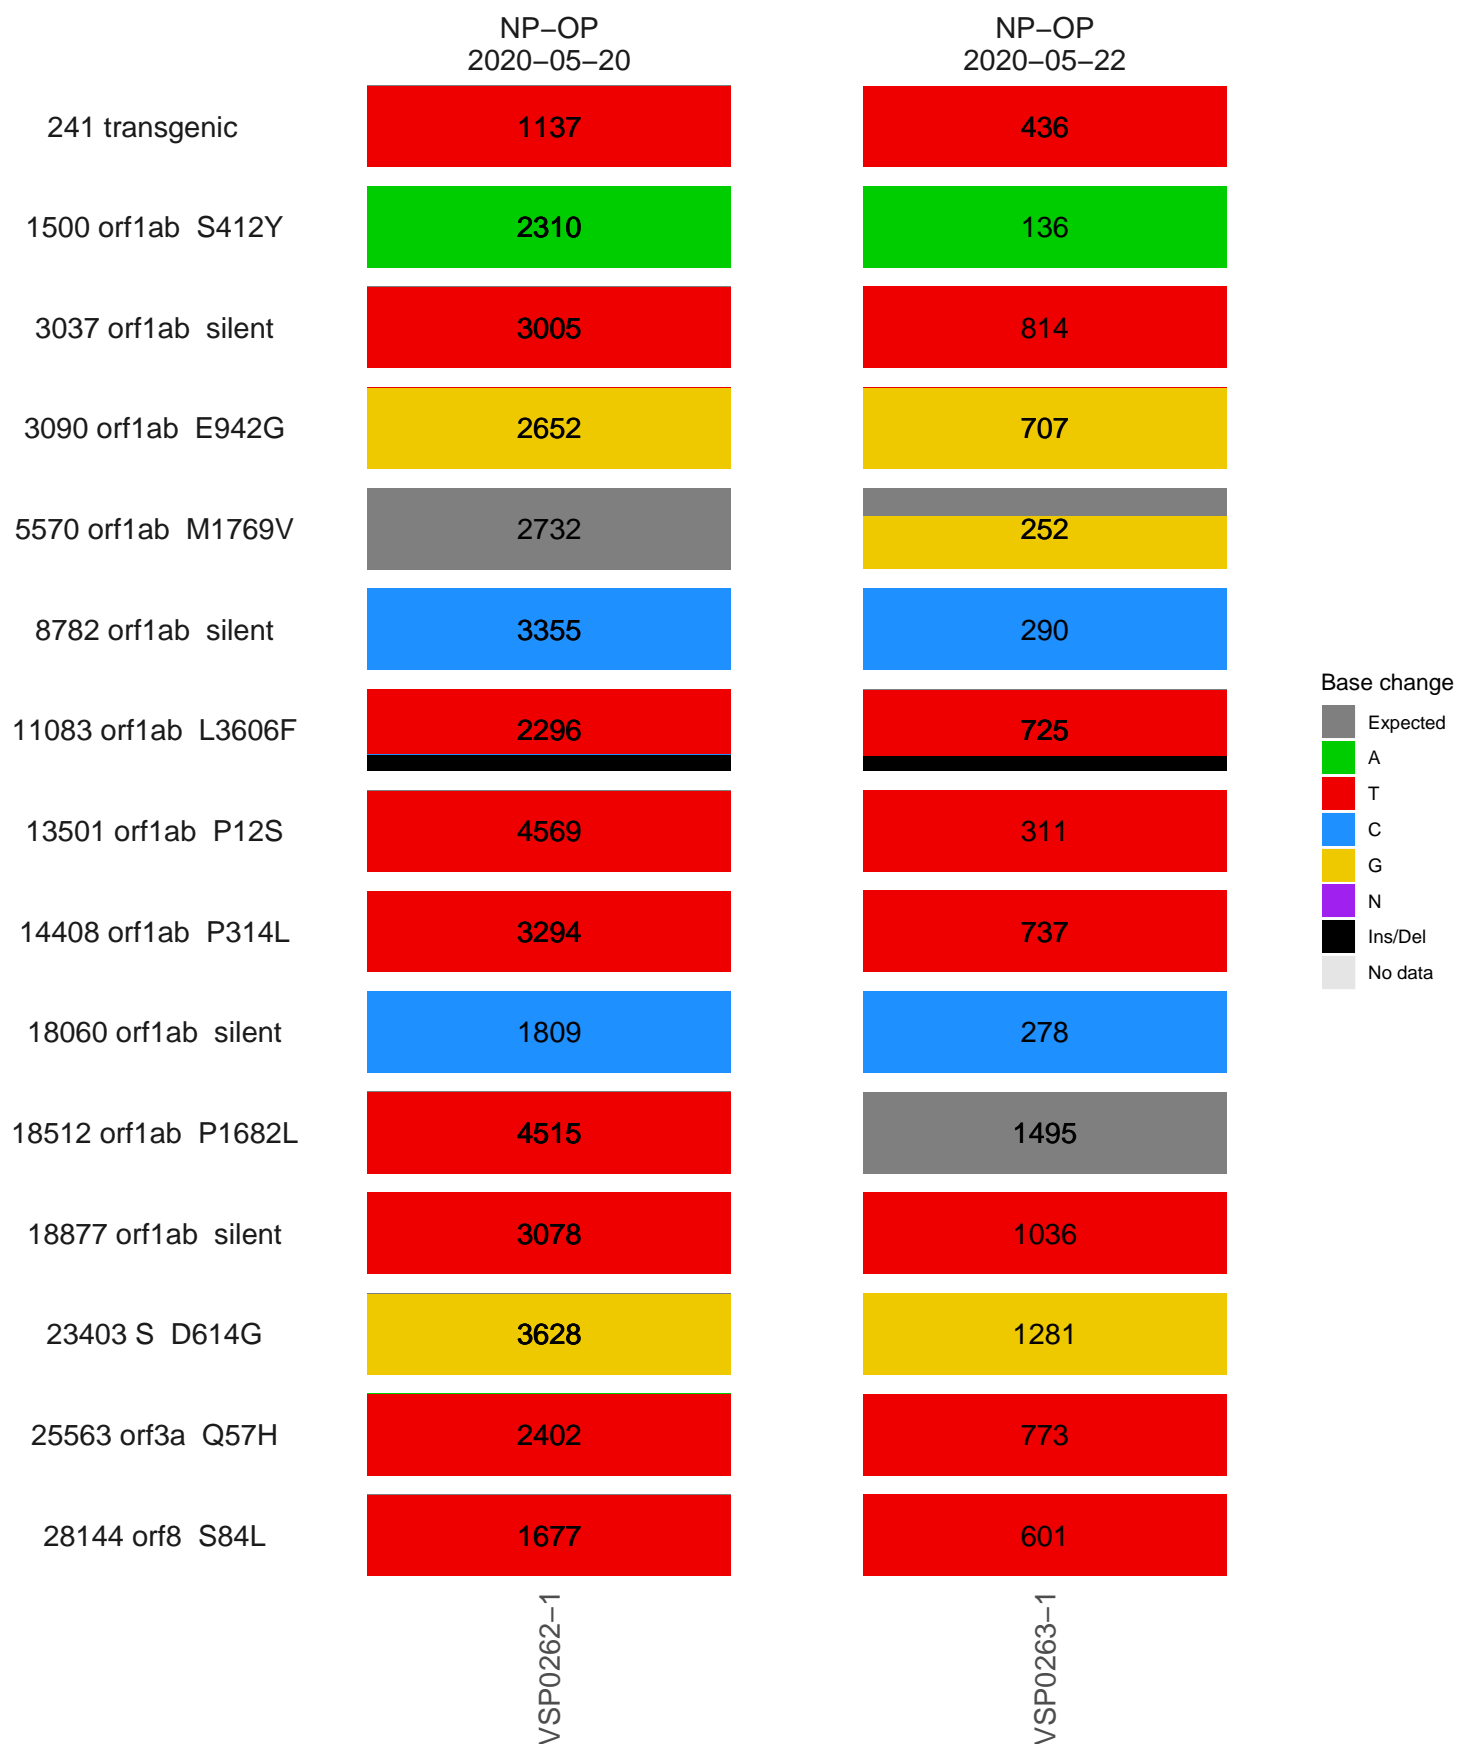 NP−OP
2020−05−20
NP−OP
2020−05−22
241 transgenic 1137 436
1500 orf1ab  S412Y 2310 136
3037 orf1ab  silent 3005 814
3090 orf1ab  E942G 2652 707
5570 orf1ab  M1769V 2732 252
8782 orf1ab  silent 3355 290
11083 orf1ab  L3606F 2296 725
13501 orf1ab  P12S 4569 311
14408 orf1ab  P314L 3294 737
18060 orf1ab  silent 1809 278
18512 orf1ab  P1682L 4515 1495
18877 orf1ab  silent 3078 1036
23403 S  D614G 3628 1281
25563 orf3a  Q57H 2402 773
28144 orf8  S84L 1677 601
VSP0262−1
VSP0263−1
Base change
Expected
A
T
C
G
N
Ins/Del
No data